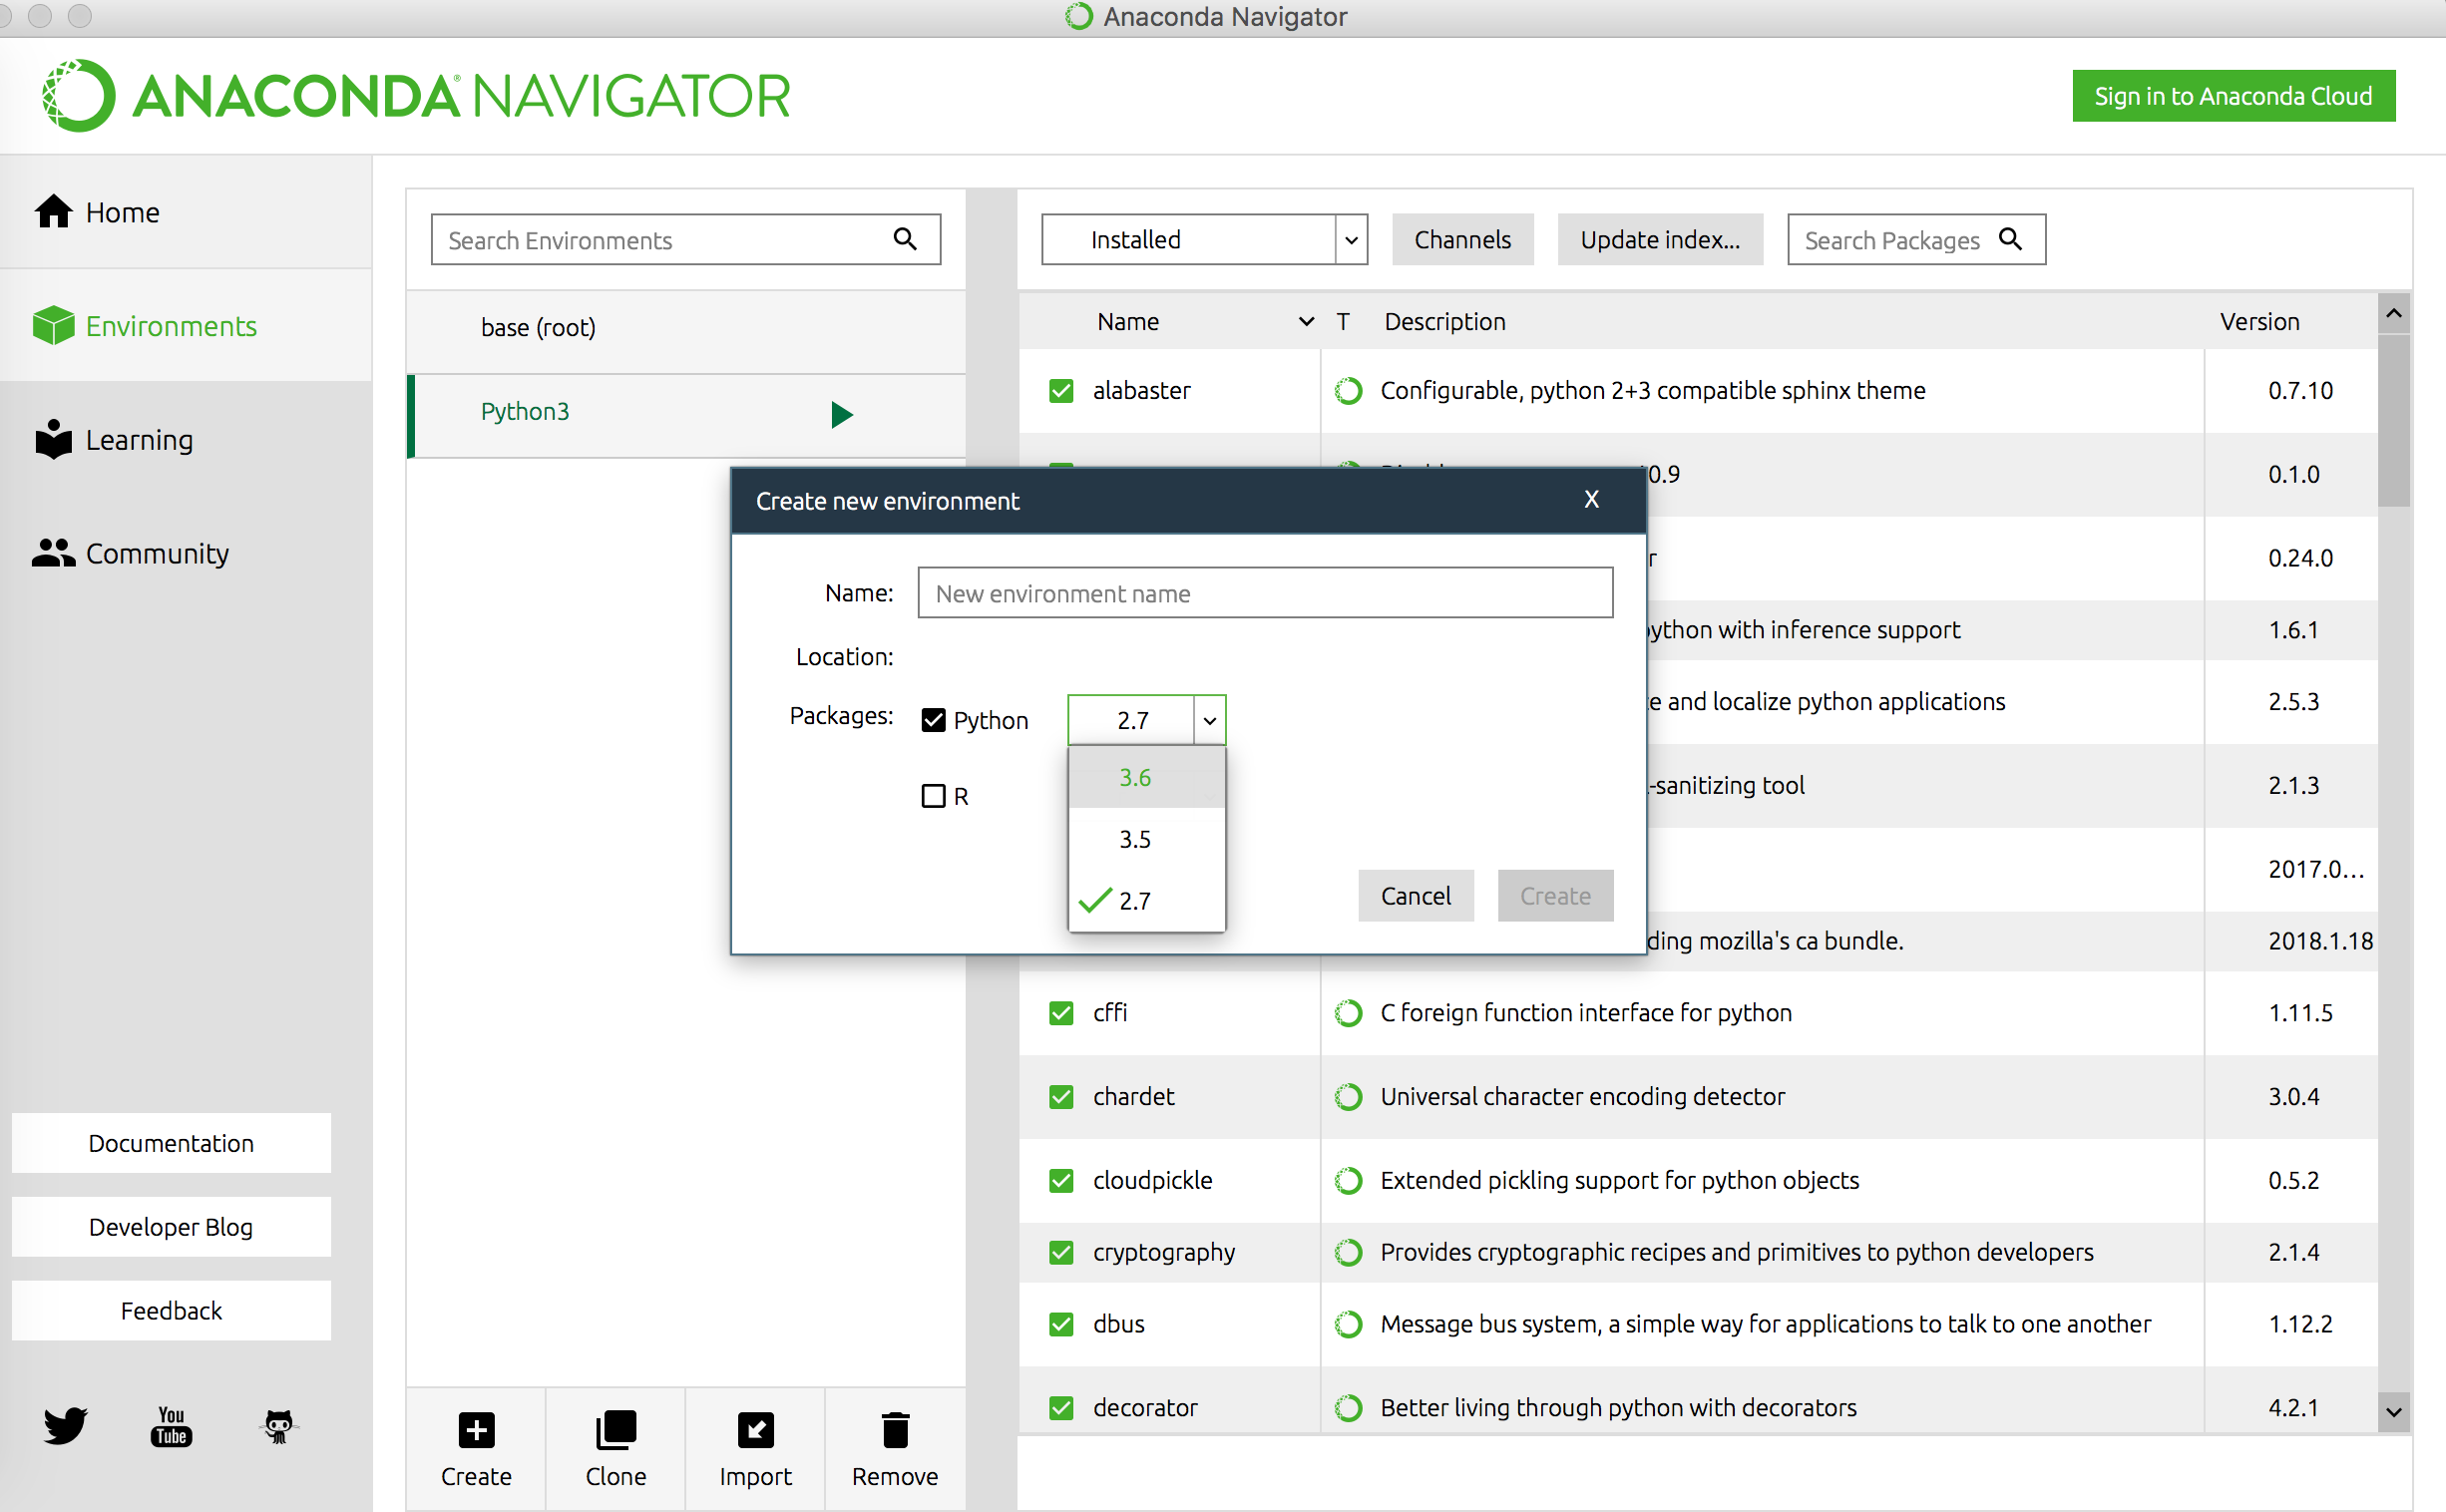 Anaconda Navigator
ANACONDA® NAVIGATOR
Sign in to Anaconda Cloud
Home
Environments
Learning
Community
Documentation
Developer Blog
Feedback
You
Tube
Search Environments
base (root)
Python3
Create
Clone
Import
Remove
Installed
Channels
Update index...
Search Packages
Name T Description Version
alabaster Configurable, python 2+3 compatible sphinx theme 0.7.10
0.9 0.1.0
0.24.0
python with inference support 1.6.1
and localize python applications 2.5.3
-sanitizing tool 2.1.3
2017.0...
ding mozilla's ca bundle. 2018.1.18
cffi C foreign function interface for python 1.11.5
chardet Universal character encoding detector 3.0.4
cloudpickle Extended pickling support for python objects 0.5.2
cryptography Provides cryptographic recipes and primitives to python developers 2.1.4
dbus Message bus system, a simple way for applications to talk to one another 1.12.2
decorator Better living through python with decorators 4.2.1
Create new environment X
Name: New environment name
Location:
Packages: Python 2.7
R
3.6
3.5
2.7
Cancel Create